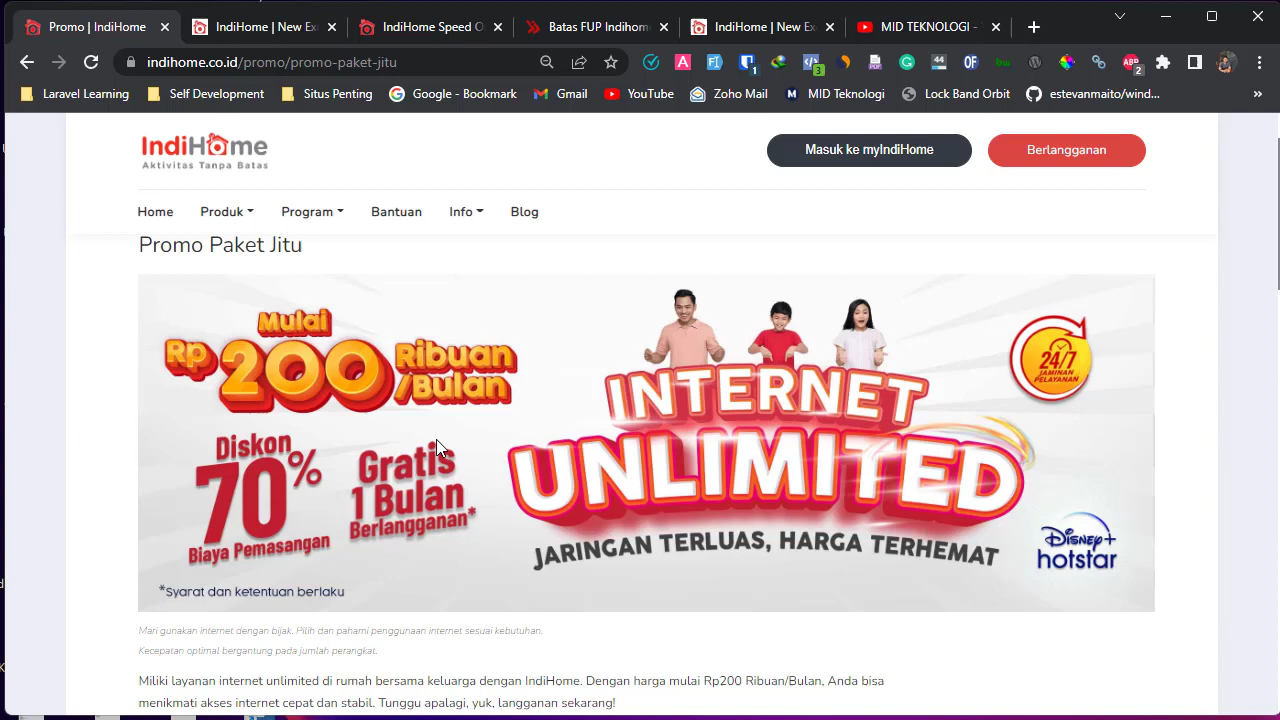 Promo | IndiHome
IndiHome | New Ex
IndiHome Speed O
Batas FUP Indihom
IndiHome | New Ex
MID TEKNOLOGI -
indihome.co.id/promo/promo-paket-jitu
Laravel Learning
Self Development
Situs Penting
Google - Bookmark
Gmail
YouTube
Zoho Mail
MID Teknologi
Lock Band Orbit
estevanmaito/wind...
IndiHome
Aktivitas Tanpa Batas
Masuk ke myIndiHome
Berlangganan
Home
Produk
Program
Bantuan
Info
Blog
Promo Paket Jitu
Mulai
Rp 200 Ribuan
/Bulan
Diskon
70%
Biaya Pemasangan
Gratis
1 Bulan
Berlangganan*
*Syarat dan ketentuan berlaku
INTERNET
UNLIMITED
JARINGAN TERLUAS, HARGA TERHEMAT
24/7
JAMINAN
PELAYANAN
Disney+
hotstar
Mari gunakan internet dengan bijak. Pilih dan pahami penggunaan internet sesuai kebutuhan.
Kecepatan optimal bergantung pada jumlah perangkat.
Miliki layanan internet unlimited di rumah bersama keluarga dengan IndiHome. Dengan harga mulai Rp200 Ribuan/Bulan, Anda bisa
menikmati akses internet cepat dan stabil. Tunggu apalagi, yuk, langganan sekarang!